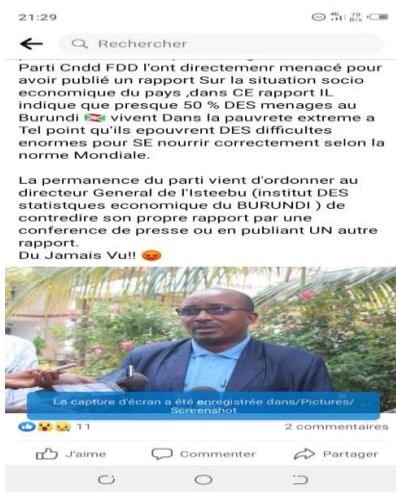 21:29
4G 78 B/s
Rechercher
Parti Cndd FDD l'ont directemenr menacé pour
avoir publié un rapport Sur la situation socio
economique du pays ,dans CE rapport IL
indique que presque 50 % DES menages au
Burundi 🇧🇮 vivent Dans la pauvrete extreme a
Tel point qu'ils epouvrent DES difficultes
enormes pour SE nourrir correctement selon la
norme Mondiale.
La permanence du parti vient d'ordonner au
directeur General de l'Isteebu (institut DES
statistques economique du BURUNDI ) de
contredire son propre rapport par une
conference de presse ou en publiant UN autre
rapport.
Du Jamais Vu!! 😡
La capture d'écran a été enregistrée dans/Pictures/
Screenshot
11
2 commentaires
J'aime
Commenter
Partager